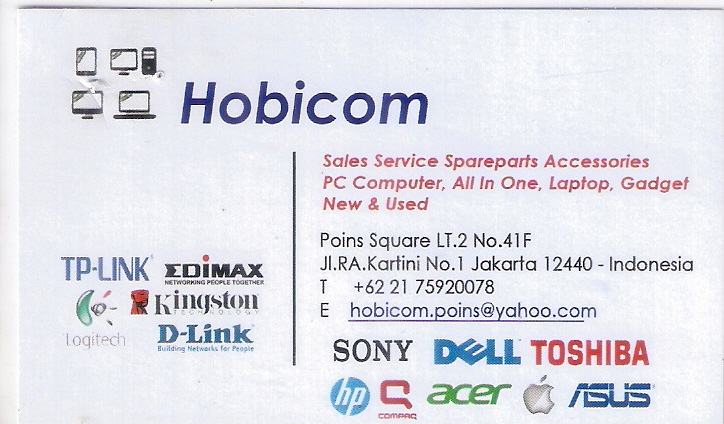 Hobicom
Sales Service Spareparts Accessories
PC Computer, All In One, Laptop, Gadget
New & Used
Poins Square LT.2 No.41F
Jl.RA.Kartini No.1 Jakarta 12440 - Indonesia
T +62 21 75920078
E hobicom.poins@yahoo.com
TP-LINK EDIMAX
NETWORKING PEOPLE TOGETHER
Logitech
Kingston
TECHNOLOGY
D-Link
Building Networks for People
SONY DELL TOSHIBA
hp COMPAQ acer ASUS